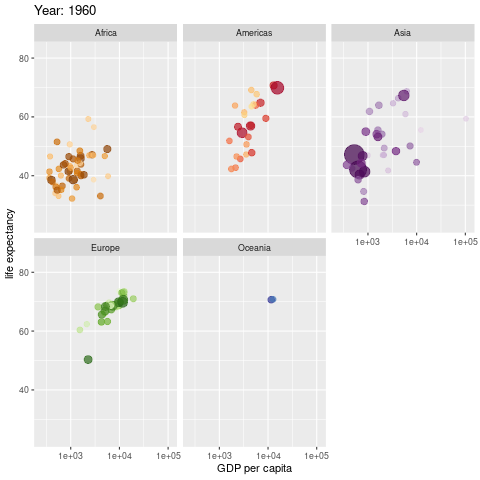 Year: 1960
Africa
Americas
Asia
80
60
40
1e+03
1e+04
1e+05
life expectancy
Europe
Oceania
80
60
40
1e+03
1e+04
1e+05
1e+03
1e+04
1e+05
GDP per capita